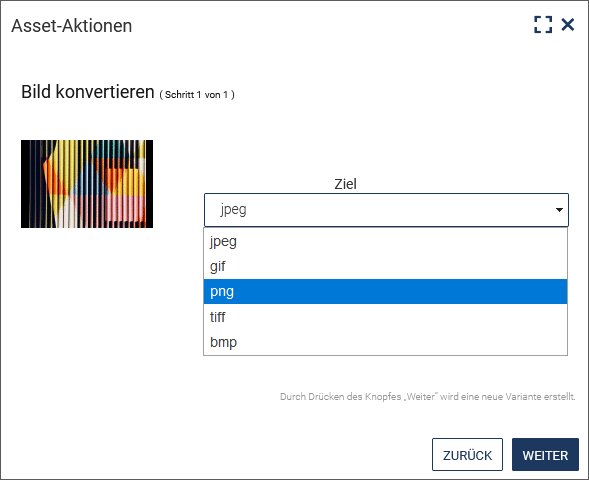 Asset-Aktionen
Bild konvertieren ( Schritt 1 von 1 )
Ziel
jpeg
jpeg
gif
png
tiff
bmp
Durch Drücken des Knopfes „Weiter“ wird eine neue Variante erstellt.
ZURÜCK WEITER